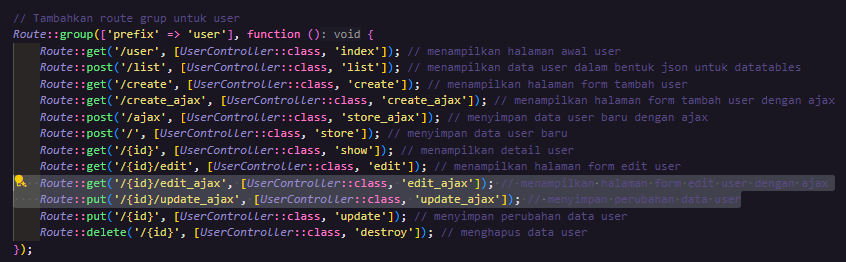 // Tambahkan route grup untuk user
Route::group(['prefix' => 'user'], function (): void {
Route::get('/user', [UserController::class, 'index']); // menampilkan halaman awal user
Route::post('/list', [UserController::class, 'list']); // menampilkan data user dalam bentuk json untuk datatables
Route::get('/create', [UserController::class, 'create']); // menampilkan halaman form tambah user
Route::get('/create_ajax', [UserController::class, 'create_ajax']); // menampilkan halaman form tambah user dengan ajax
Route::post('/ajax', [UserController::class, 'store_ajax']); // menyimpan data user baru dengan ajax
Route::post('/', [UserController::class, 'store']); // menyimpan data user baru
Route::get('/{id}', [UserController::class, 'show']); // menampilkan detail user
Route::get('/{id}/edit', [UserController::class, 'edit']); // menampilkan halaman form edit user
Route::get('/{id}/edit_ajax', [UserController::class, 'edit_ajax']); // menampilkan halaman form edit user dengan ajax
Route::put('/{id}/update_ajax', [UserController::class, 'update_ajax']); // menyimpan perubahan data user
Route::put('/{id}', [UserController::class, 'update']); // menyimpan perubahan data user
Route::delete('/{id}', [UserController::class, 'destroy']); // menghapus data user
});